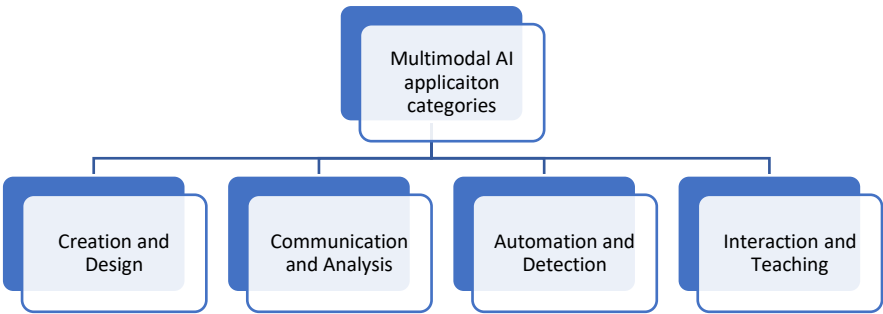 Multimodal AI
applicaiton
categories
Creation and
Design
Communication
and Analysis
Automation and
Detection
Interaction and
Teaching